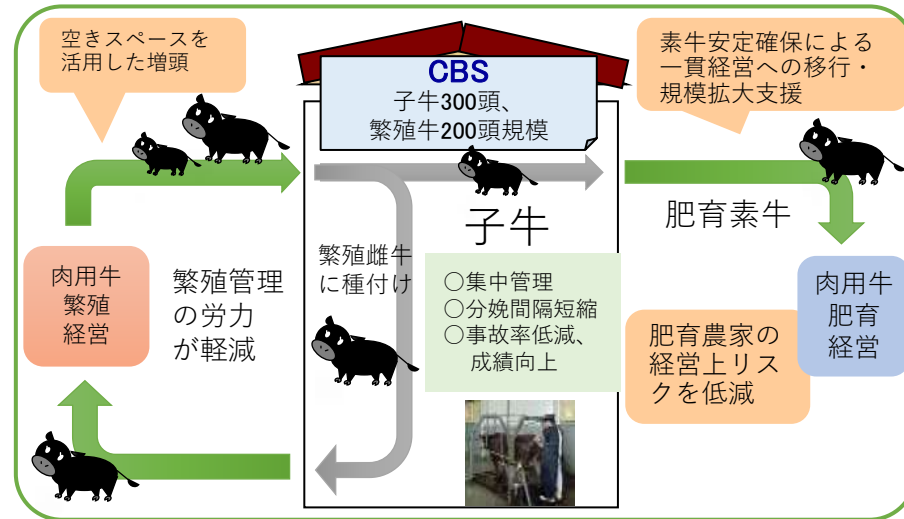 空きスペースを
活用した増頭
CBS
子牛300頭、
繁殖牛200頭規模
素牛安定確保による
一貫経営への移行・
規模拡大支援
肉用牛
繁殖
経営
繁殖管理
の労力
が軽減
繁殖雌牛
に種付け
子牛
○集中管理
○分娩間隔短縮
○事故率低減、
成績向上
肥育素牛
肥育農家の
経営上リス
クを低減
肉用牛
肥育
経営